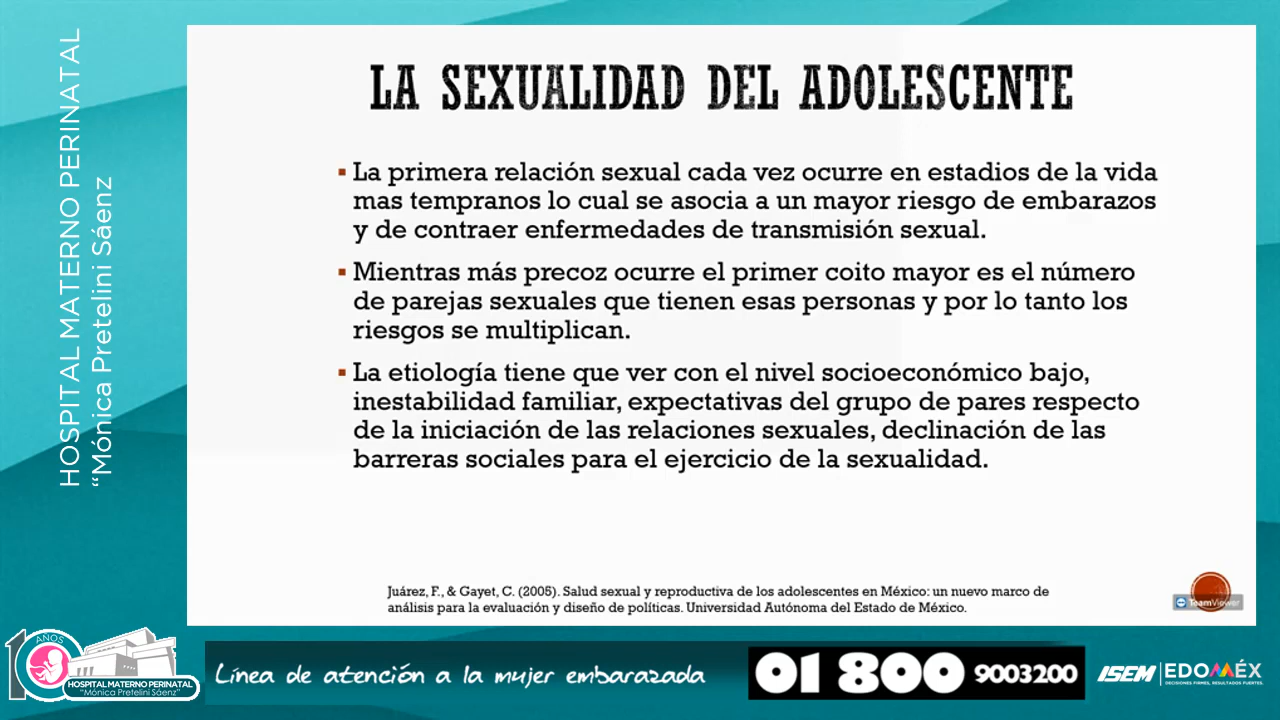 HOSPITAL MATERNO PERINATAL
“Mónica Pretelini Sáenz
LA SEXUALIDAD DEL ADOLESCENTE
▪ La primera relación sexual cada vez ocurre en estadios de la vida
mas tempranos lo cual se asocia a un mayor riesgo de embarazos
y de contraer enfermedades de transmisión sexual.
▪ Mientras más precoz ocurre el primer coito mayor es el número
de parejas sexuales que tienen esas personas y por lo tanto los
riesgos se multiplican.
▪ La etiología tiene que ver con el nivel socioeconómico bajo,
inestabilidad familiar, expectativas del grupo de pares respecto
de la iniciación de las relaciones sexuales, declinación de las
barreras sociales para el ejercicio de la sexualidad.
Juárez, F., & Gayet, C. (2005). Salud sexual y reproductiva de los adolescentes en México: un nuevo marco de
análisis para la evaluación y diseño de políticas. Universidad Autónoma del Estado de México.
TeamViewer
10 AÑOS
HOSPITAL MATERNO PERINATAL
“Mónica Pretelini Sáenz”
Línea de atención a la mujer embarazada
01 800 9003200
ISEM
EDOMÉX
DECISIONES FIRMES, RESULTADOS FUERTES.